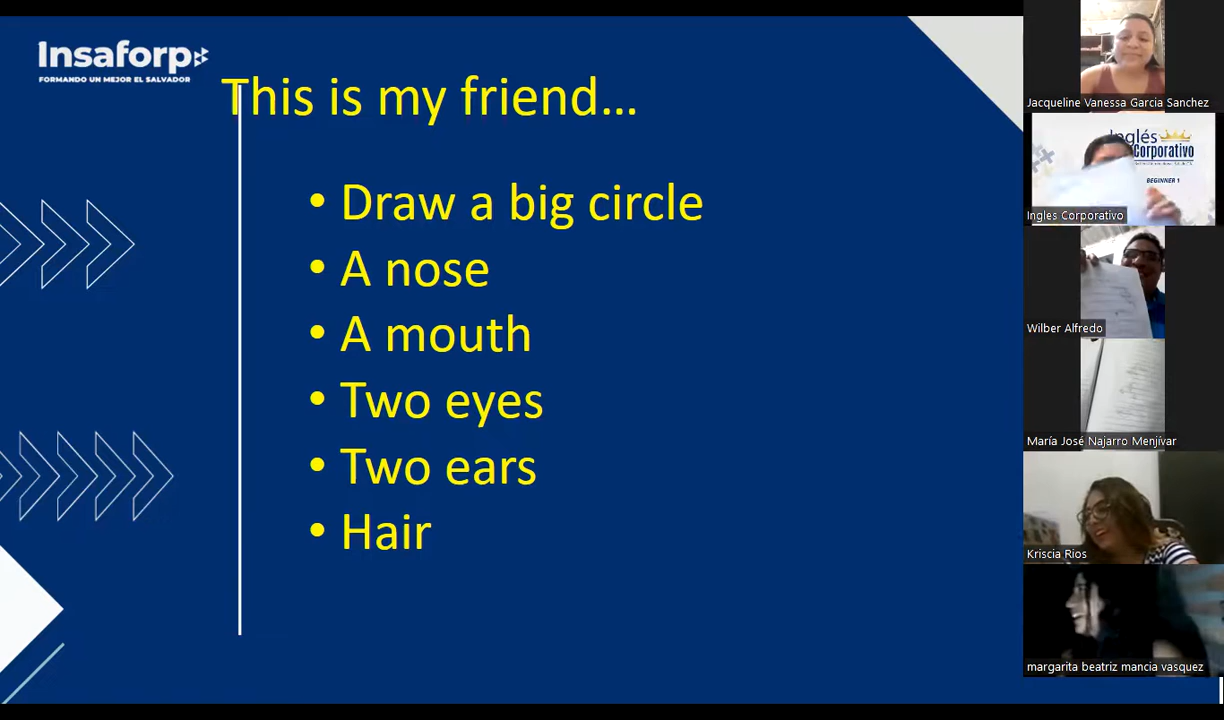 Insaforp
FORMANDO UN MEJOR EL SALVADOR
This is my friend...
• Draw a big circle
• A nose
• A mouth
• Two eyes
• Two ears
• Hair
Jacqueline Vanessa Garcia Sanchez
Inglés
Corporativo
BEGINNER 1
Ingles Corporativo
Wilber Alfredo
María José Najarro Menjívar
Kriscia Rios
margarita beatriz mancia vasquez